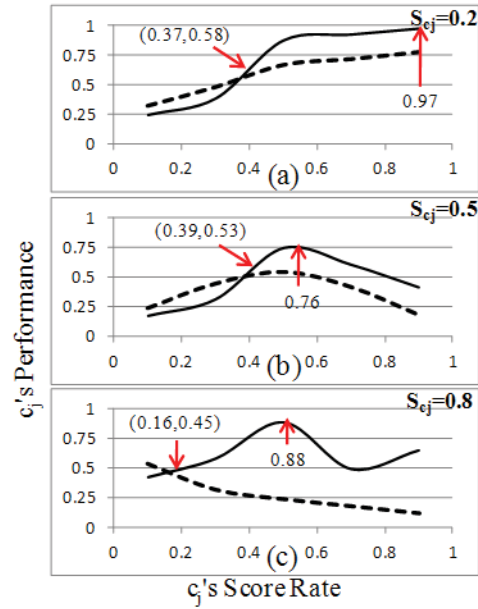 c_j's Performance
S_cj=0.2
1
0.75
0.5
0.25
0
(0.37,0.58)
0.97
0 0.2 0.4 0.6 0.8 1
(a)
S_cj=0.5
1
0.75
0.5
0.25
0
(0.39,0.53)
0.76
0 0.2 0.4 0.6 0.8 1
(b)
S_cj=0.8
1
0.75
0.5
0.25
0
(0.16,0.45)
0.88
0 0.2 0.4 0.6 0.8 1
(c)
c_j's Score Rate